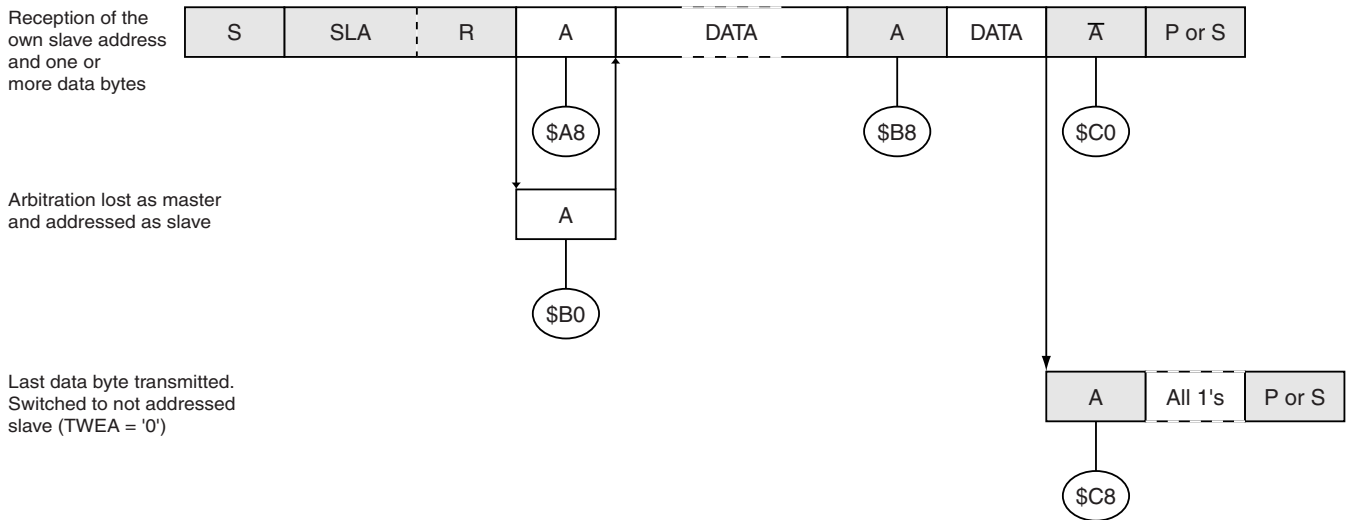 Reception of the
own slave address
and one or
more data bytes
S SLA R A DATA A DATA A̅ P or S
$A8 $B8 $C0
Arbitration lost as master
and addressed as slave
A
$B0
Last data byte transmitted.
Switched to not addressed
slave (TWEA = '0')
A All 1's P or S
$C8